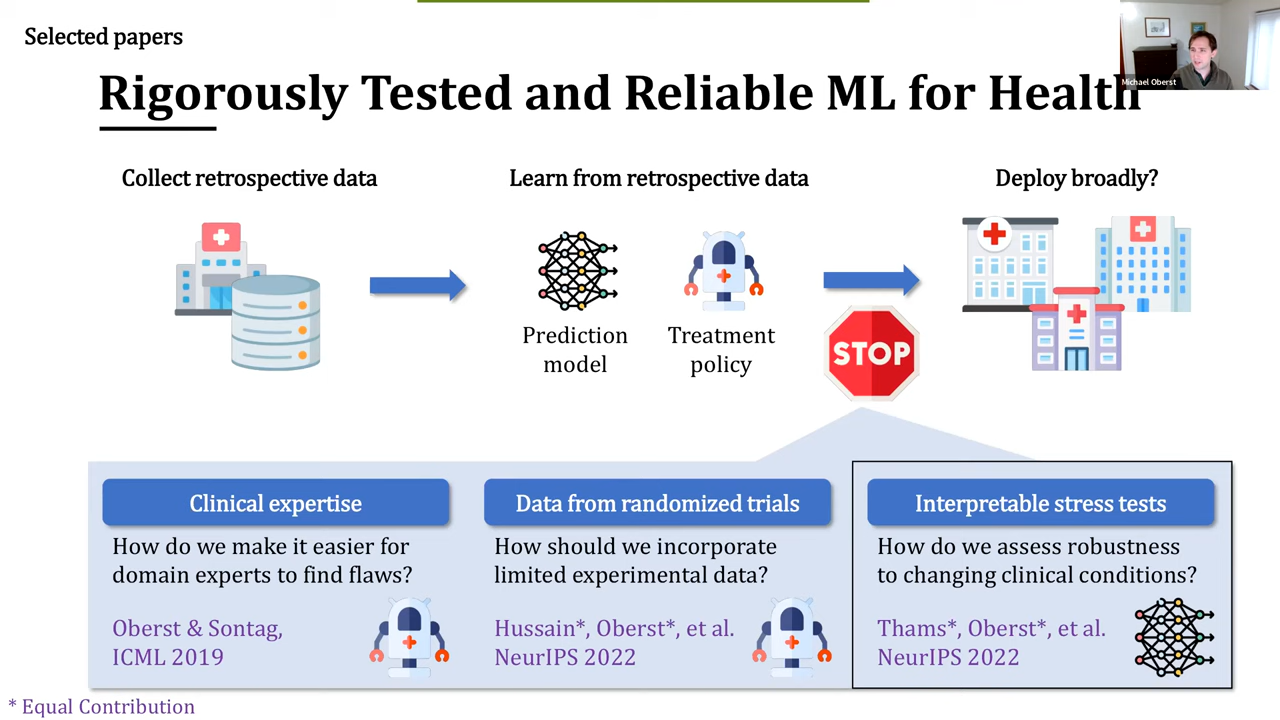 Selected papers
Rigorously Tested and Reliable ML for Health
Michael Oberst
Collect retrospective data
Learn from retrospective data
Deploy broadly?
Prediction
model
Treatment
policy
STOP
Clinical expertise
How do we make it easier for
domain experts to find flaws?
Oberst & Sontag,
ICML 2019
Data from randomized trials
How should we incorporate
limited experimental data?
Hussain*, Oberst*, et al.
NeurIPS 2022
Interpretable stress tests
How do we assess robustness
to changing clinical conditions?
Thams*, Oberst*, et al.
NeurIPS 2022
* Equal Contribution